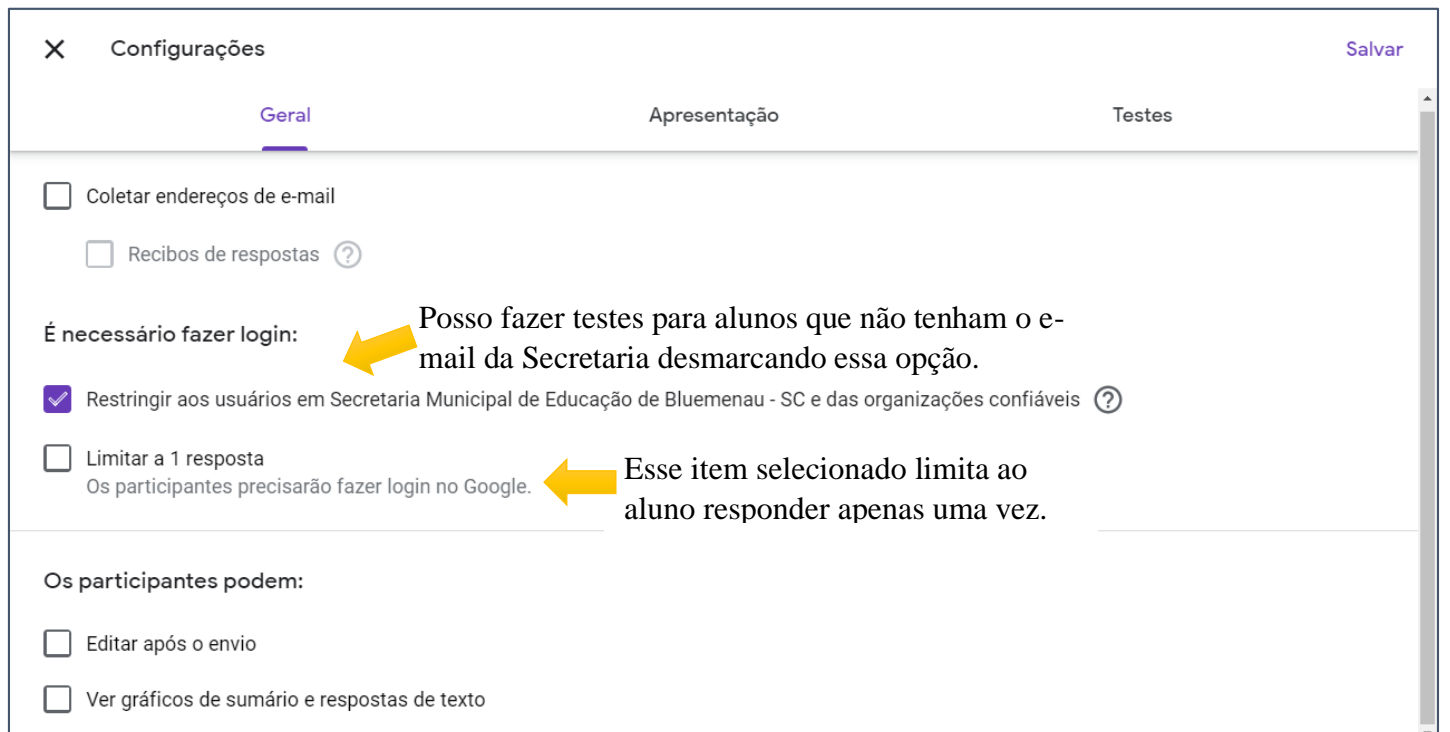 Configurações
Salvar
Geral
Apresentação
Testes
Coletar endereços de e-mail
Recibos de respostas
É necessário fazer login:
Posso fazer testes para alunos que não tenham o e-
mail da Secretaria desmarcando essa opção.
Restringir aos usuários em Secretaria Municipal de Educação de Bluemenau - SC e das organizações confiáveis
Limitar a 1 resposta
Os participantes precisarão fazer login no Google.
Esse item selecionado limita ao
aluno responder apenas uma vez.
Os participantes podem:
Editar após o envio
Ver gráficos de sumário e respostas de texto